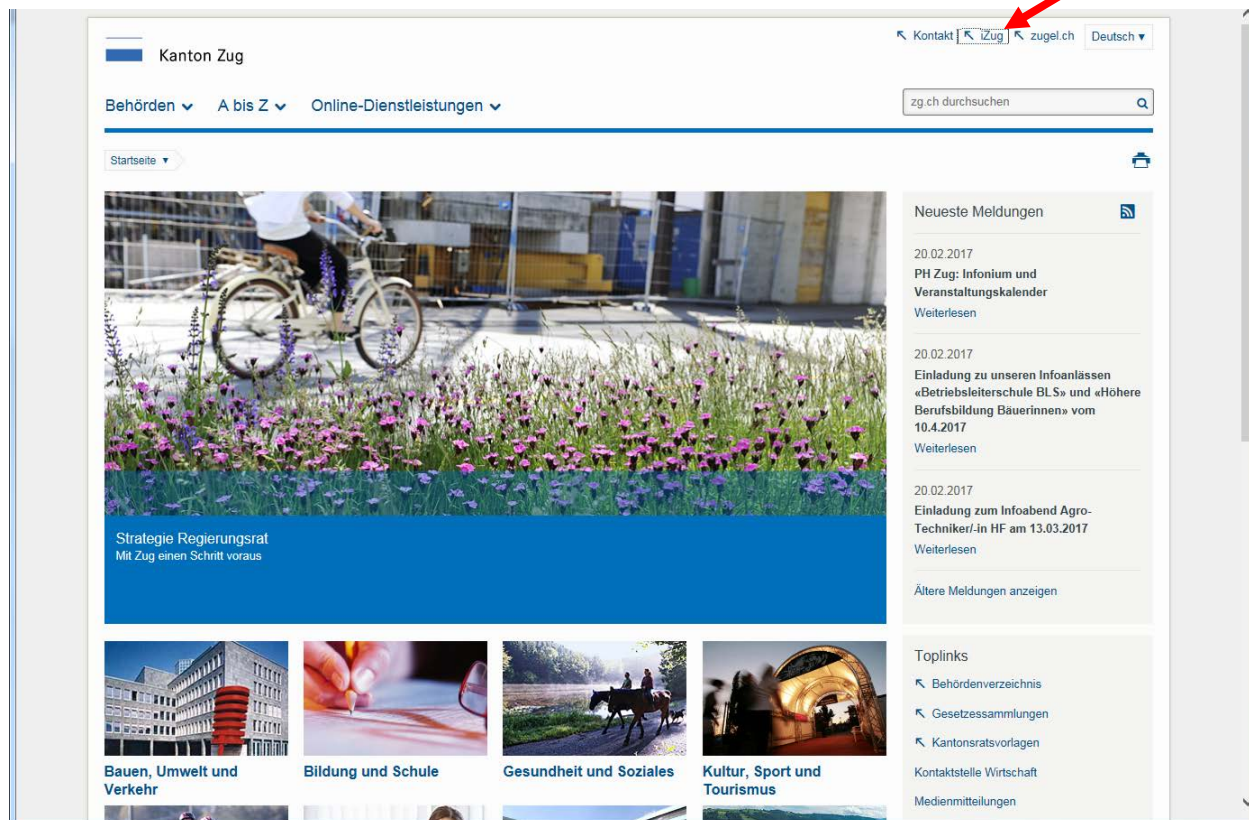 Kontakt iZug zugel.ch Deutsch
Kanton Zug
Behörden A bis Z Online-Dienstleistungen
zg.ch durchsuchen
Startseite
Strategie Regierungsrat
Mit Zug einen Schritt voraus
Neueste Meldungen
20.02.2017
PH Zug: Infonium und
Veranstaltungskalender
Weiterlesen
20.02.2017
Einladung zu unseren Infoanlässen
«Betriebsleiterschule BLS» und «Höhere
Berufsbildung Bäuerinnen» vom
10.4.2017
Weiterlesen
20.02.2017
Einladung zum Infoabend Agro-
Techniker/-in HF am 13.03.2017
Weiterlesen
Ältere Meldungen anzeigen
Bauen, Umwelt und
Verkehr
Bildung und Schule
Gesundheit und Soziales
Kultur, Sport und
Tourismus
Toplinks
Behördenverzeichnis
Gesetzessammlungen
Kantonsratsvorlagen
Kontaktstelle Wirtschaft
Medienmitteilungen